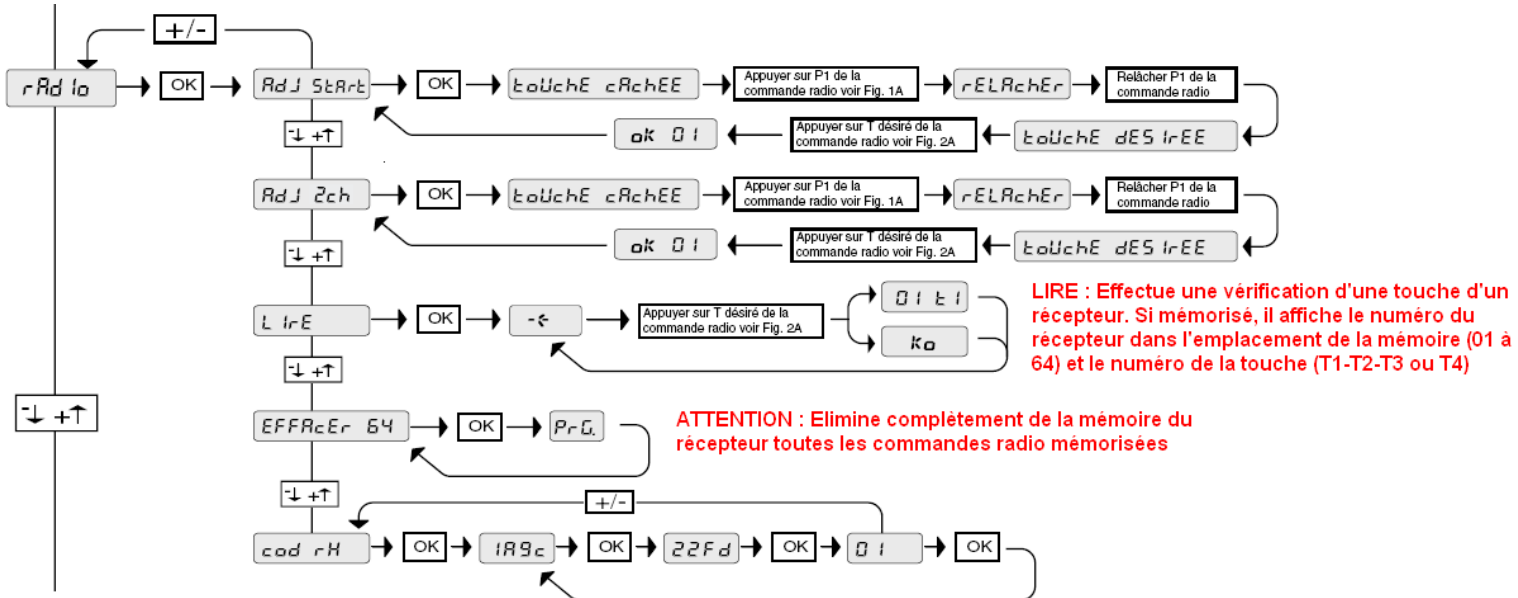 +/-
rAdIo
OK
AdJ StArt
OK
toUchE cAchEE
Appuyer sur P1 de la
commande radio voir Fig. 1A
rELAchEr
Relâcher P1 de la
commande radio
-↓ +↑
ok 01
Appuyer sur T désiré de la
commande radio voir Fig. 2A
toUchE dESIrEE
AdJ 2ch
OK
toUchE cAchEE
Appuyer sur P1 de la
commande radio voir Fig. 1A
rELAchEr
Relâcher P1 de la
commande radio
-↓ +↑
ok 01
Appuyer sur T désiré de la
commande radio voir Fig. 2A
toUchE dESIrEE
LIrE
OK
Appuyer sur T désiré de la
commande radio voir Fig. 2A
01 t1
ko
LIRE : Effectue une vérification d'une touche d'un
récepteur. Si mémorisé, il affiche le numéro du
récepteur dans l'emplacement de la mémoire (01 à
64) et le numéro de la touche (T1-T2-T3 ou T4)
-↓ +↑
-↓ +↑
EFFAcEr 64
OK
PrG.
ATTENTION : Elimine complètement de la mémoire du
récepteur toutes les commandes radio mémorisées
-↓ +↑
+/-
cod rH
OK
1A9c
OK
22Fd
OK
01
OK